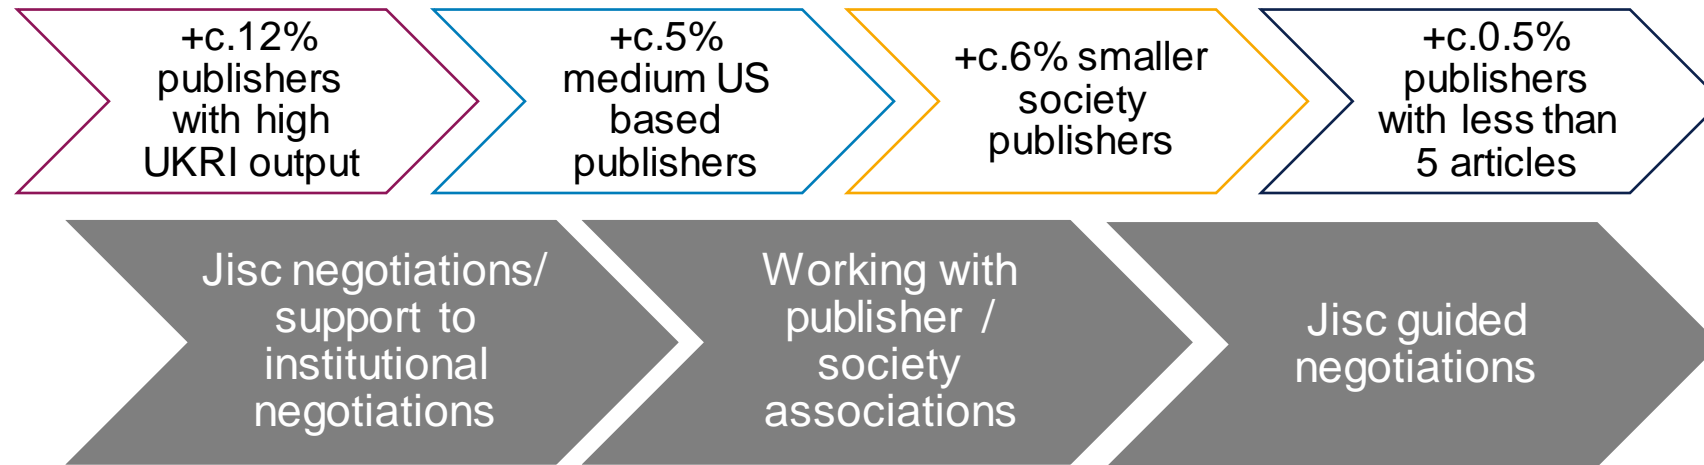 +c.12%
publishers
with high
UKRI output
+c.5%
medium US
based
publishers
+c.6% smaller
society
publishers
+c.0.5%
publishers
with less than
5 articles
Jisc negotiations/
support to
institutional
negotiations
Working with
publisher /
society
associations
Jisc guided
negotiations